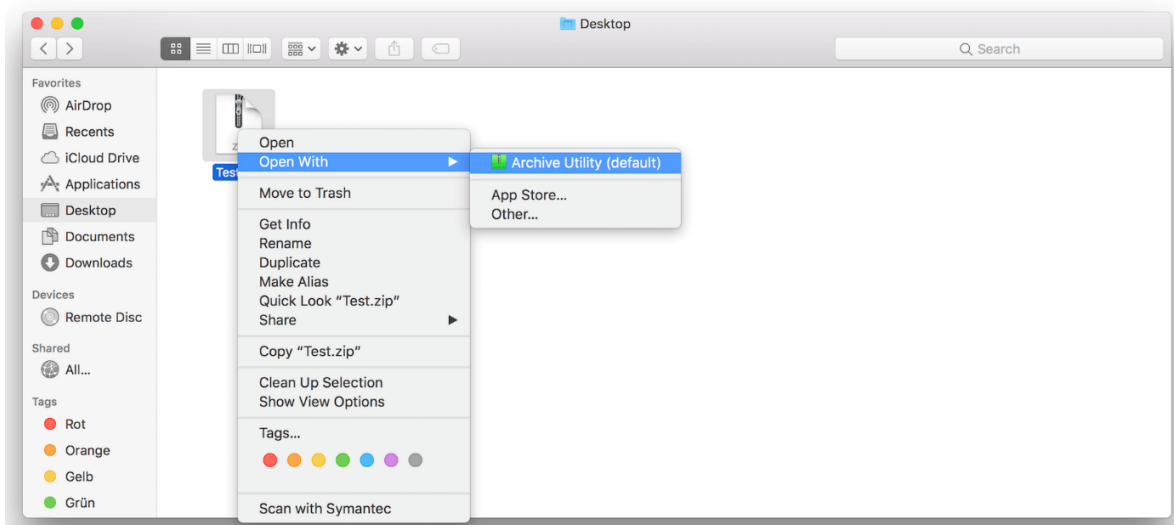 Desktop
Search
Favorites
AirDrop
Recents
iCloud Drive
Applications
Desktop
Documents
Downloads
Devices
Remote Disc
Shared
All...
Tags
Rot
Orange
Gelb
Grün
Test
Open
Open With
Move to Trash
Get Info
Rename
Duplicate
Make Alias
Quick Look “Test.zip”
Share
Copy “Test.zip”
Clean Up Selection
Show View Options
Tags...
Scan with Symantec
Archive Utility (default)
App Store...
Other...